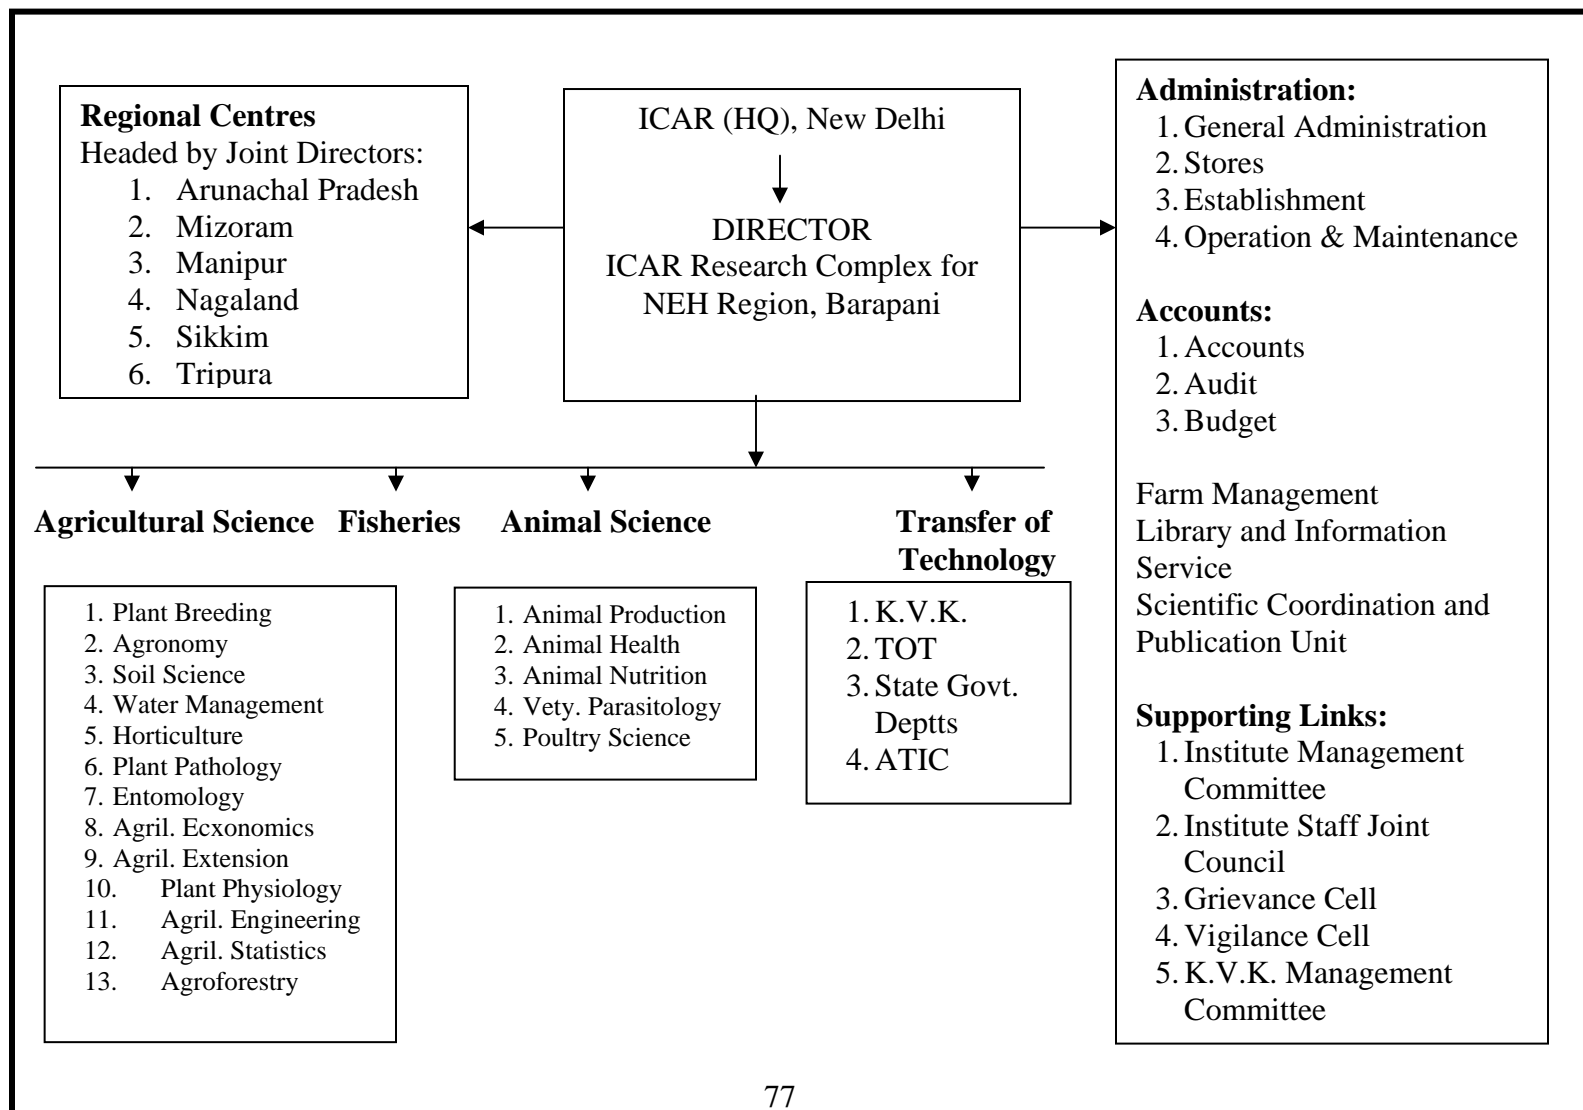 Regional Centres
Headed by Joint Directors:
1. Arunachal Pradesh
2. Mizoram
3. Manipur
4. Nagaland
5. Sikkim
6. Tripura
ICAR (HQ), New Delhi
DIRECTOR
ICAR Research Complex for
NEH Region, Barapani
Administration:
1. General Administration
2. Stores
3. Establishment
4. Operation & Maintenance
Accounts:
1. Accounts
2. Audit
3. Budget
Farm Management
Library and Information
Service
Scientific Coordination and
Publication Unit
Supporting Links:
1. Institute Management
Committee
2. Institute Staff Joint
Council
3. Grievance Cell
4. Vigilance Cell
5. K.V.K. Management
Committee
Agricultural Science
1. Plant Breeding
2. Agronomy
3. Soil Science
4. Water Management
5. Horticulture
6. Plant Pathology
7. Entomology
8. Agril. Ecxonomics
9. Agril. Extension
10. Plant Physiology
11. Agril. Engineering
12. Agril. Statistics
13. Agroforestry
Fisheries
Animal Science
1. Animal Production
2. Animal Health
3. Animal Nutrition
4. Vety. Parasitology
5. Poultry Science
Transfer of
Technology
1. K.V.K.
2. TOT
3. State Govt.
Deptts
4. ATIC
77